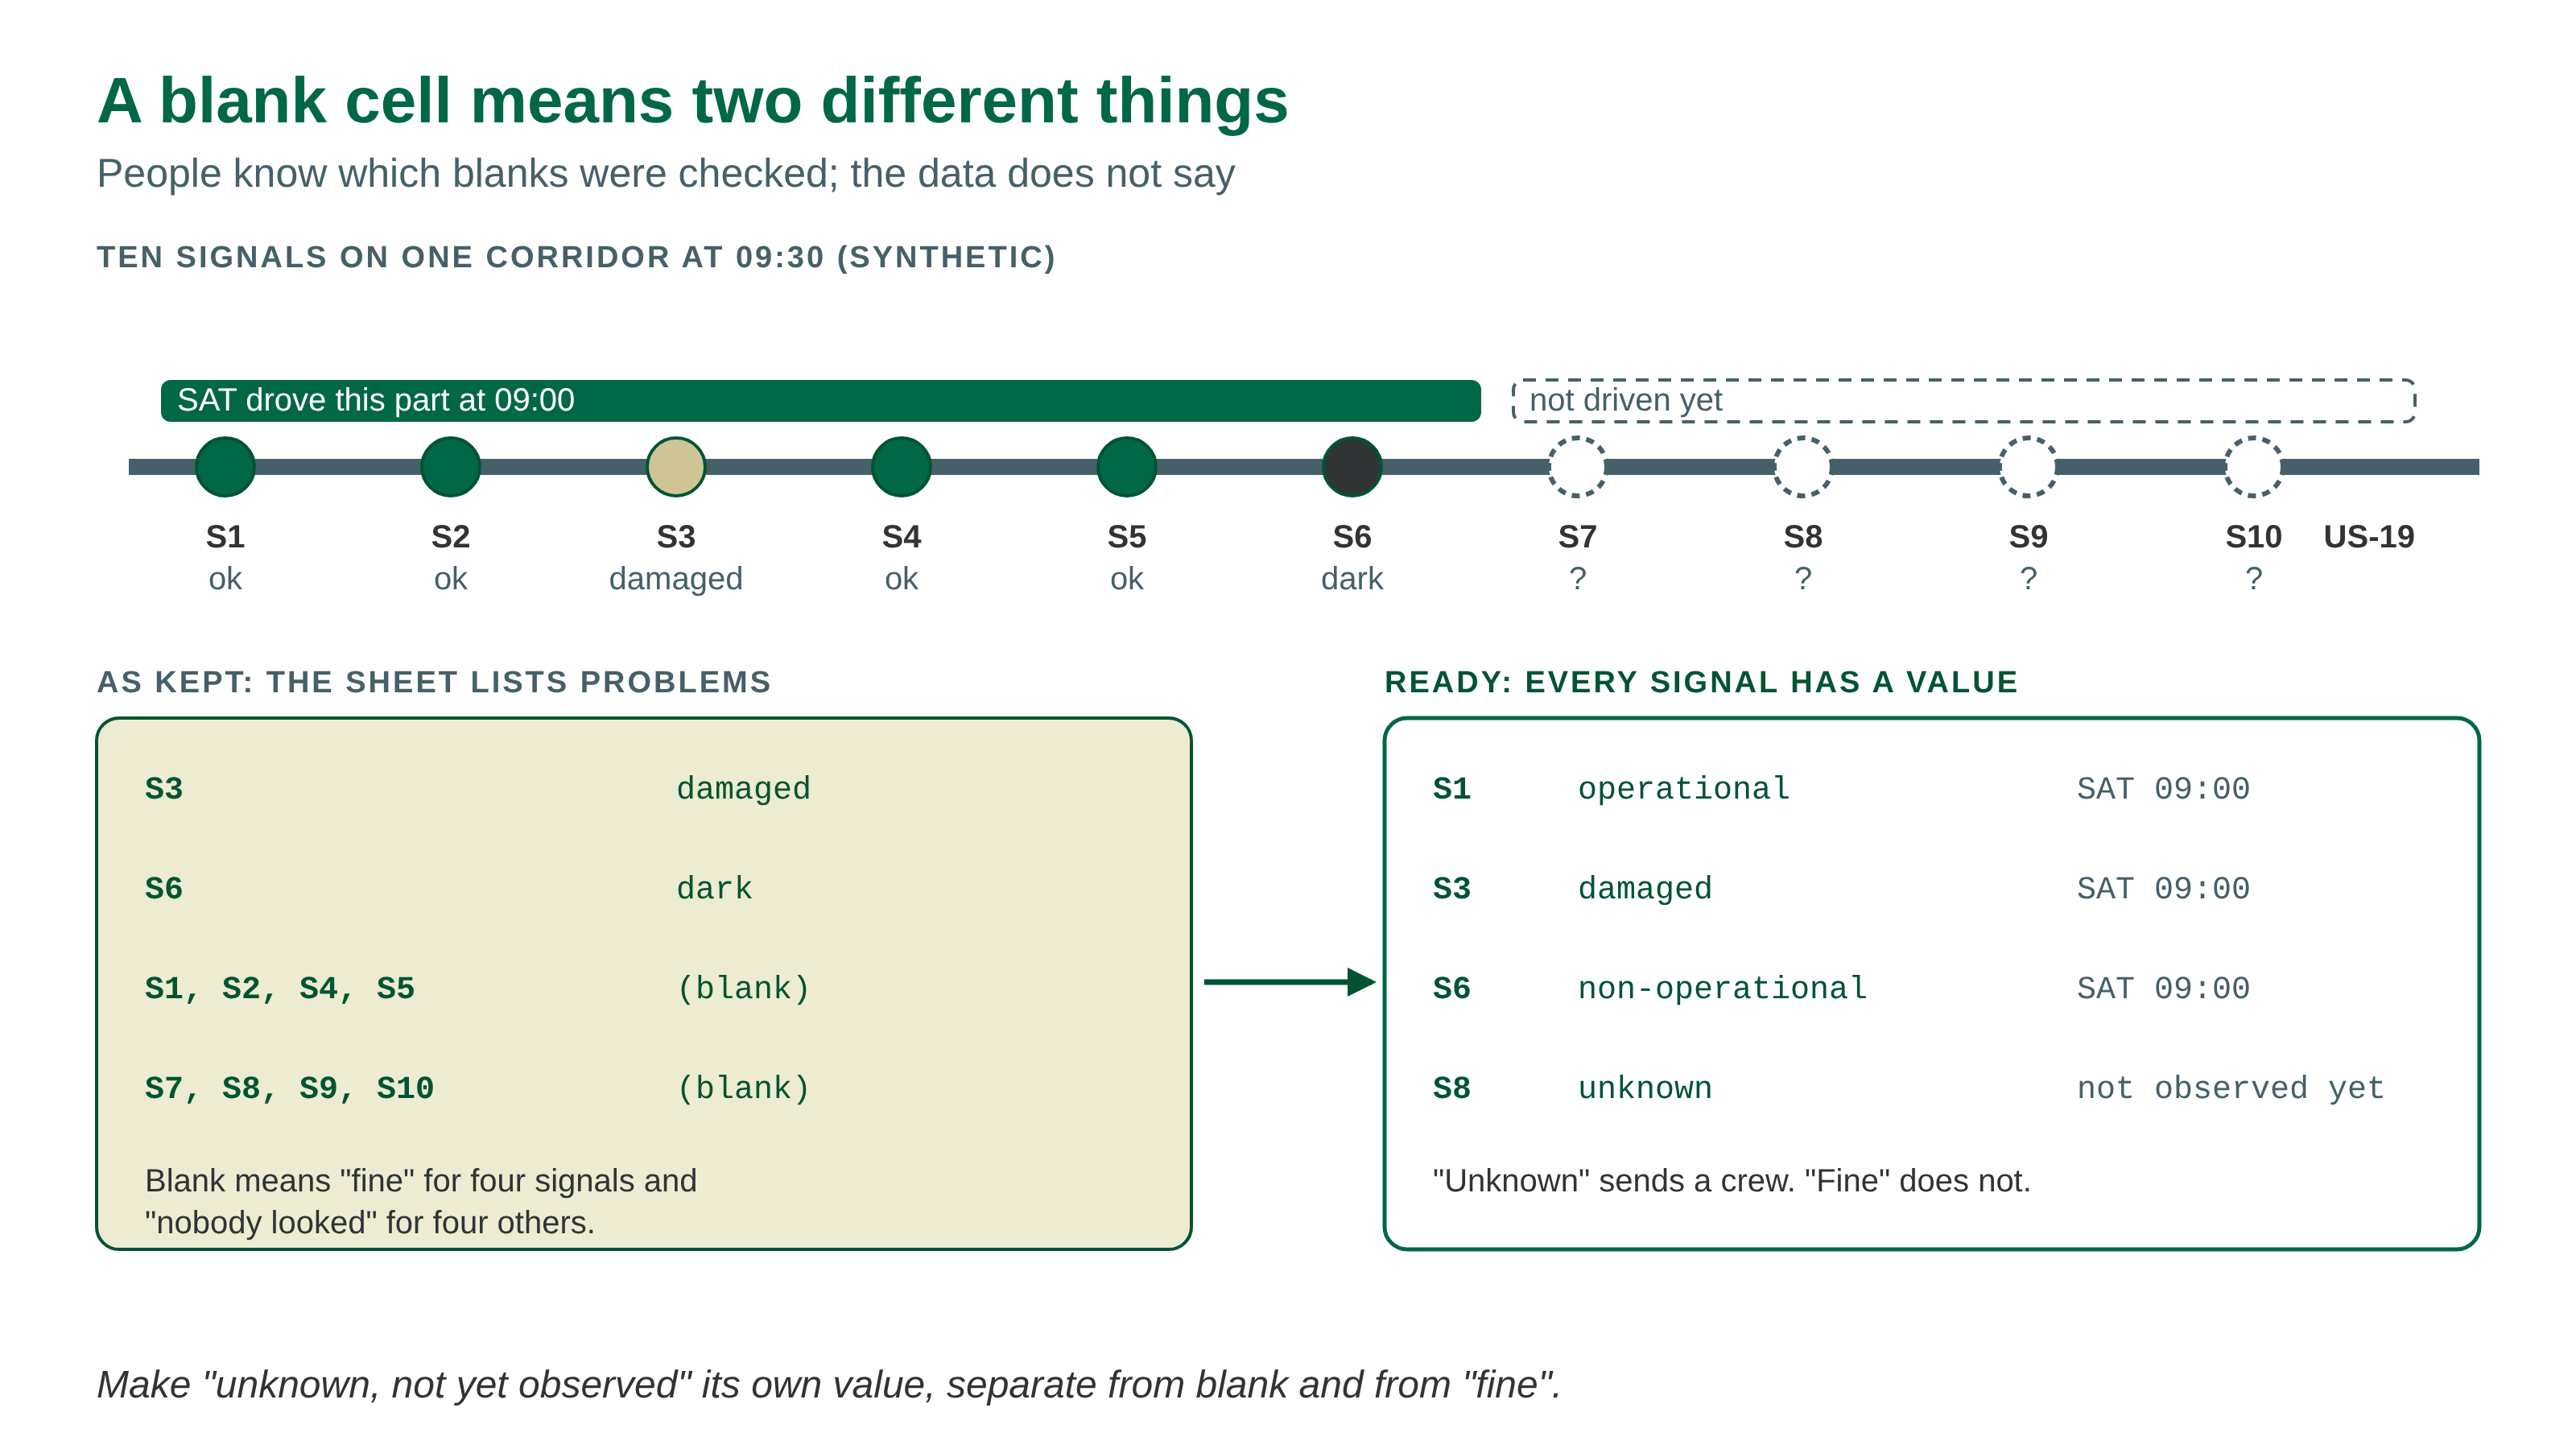 A blank cell means two different things
People know which blanks were checked; the data does not say
TEN SIGNALS ON ONE CORRIDOR AT 09:30 (SYNTHETIC)
SAT drove this part at 09:00
not driven yet
S1 S2 S3 S4 S5 S6 S7 S8 S9 S10 US-19
ok ok damaged ok ok dark ? ? ? ?
AS KEPT: THE SHEET LISTS PROBLEMS
S3 damaged
S6 dark
S1, S2, S4, S5 (blank)
S7, S8, S9, S10 (blank)
Blank means "fine" for four signals and
"nobody looked" for four others.
READY: EVERY SIGNAL HAS A VALUE
S1 operational SAT 09:00
S3 damaged SAT 09:00
S6 non-operational SAT 09:00
S8 unknown not observed yet
"Unknown" sends a crew. "Fine" does not.
Make "unknown, not yet observed" its own value, separate from blank and from "fine".